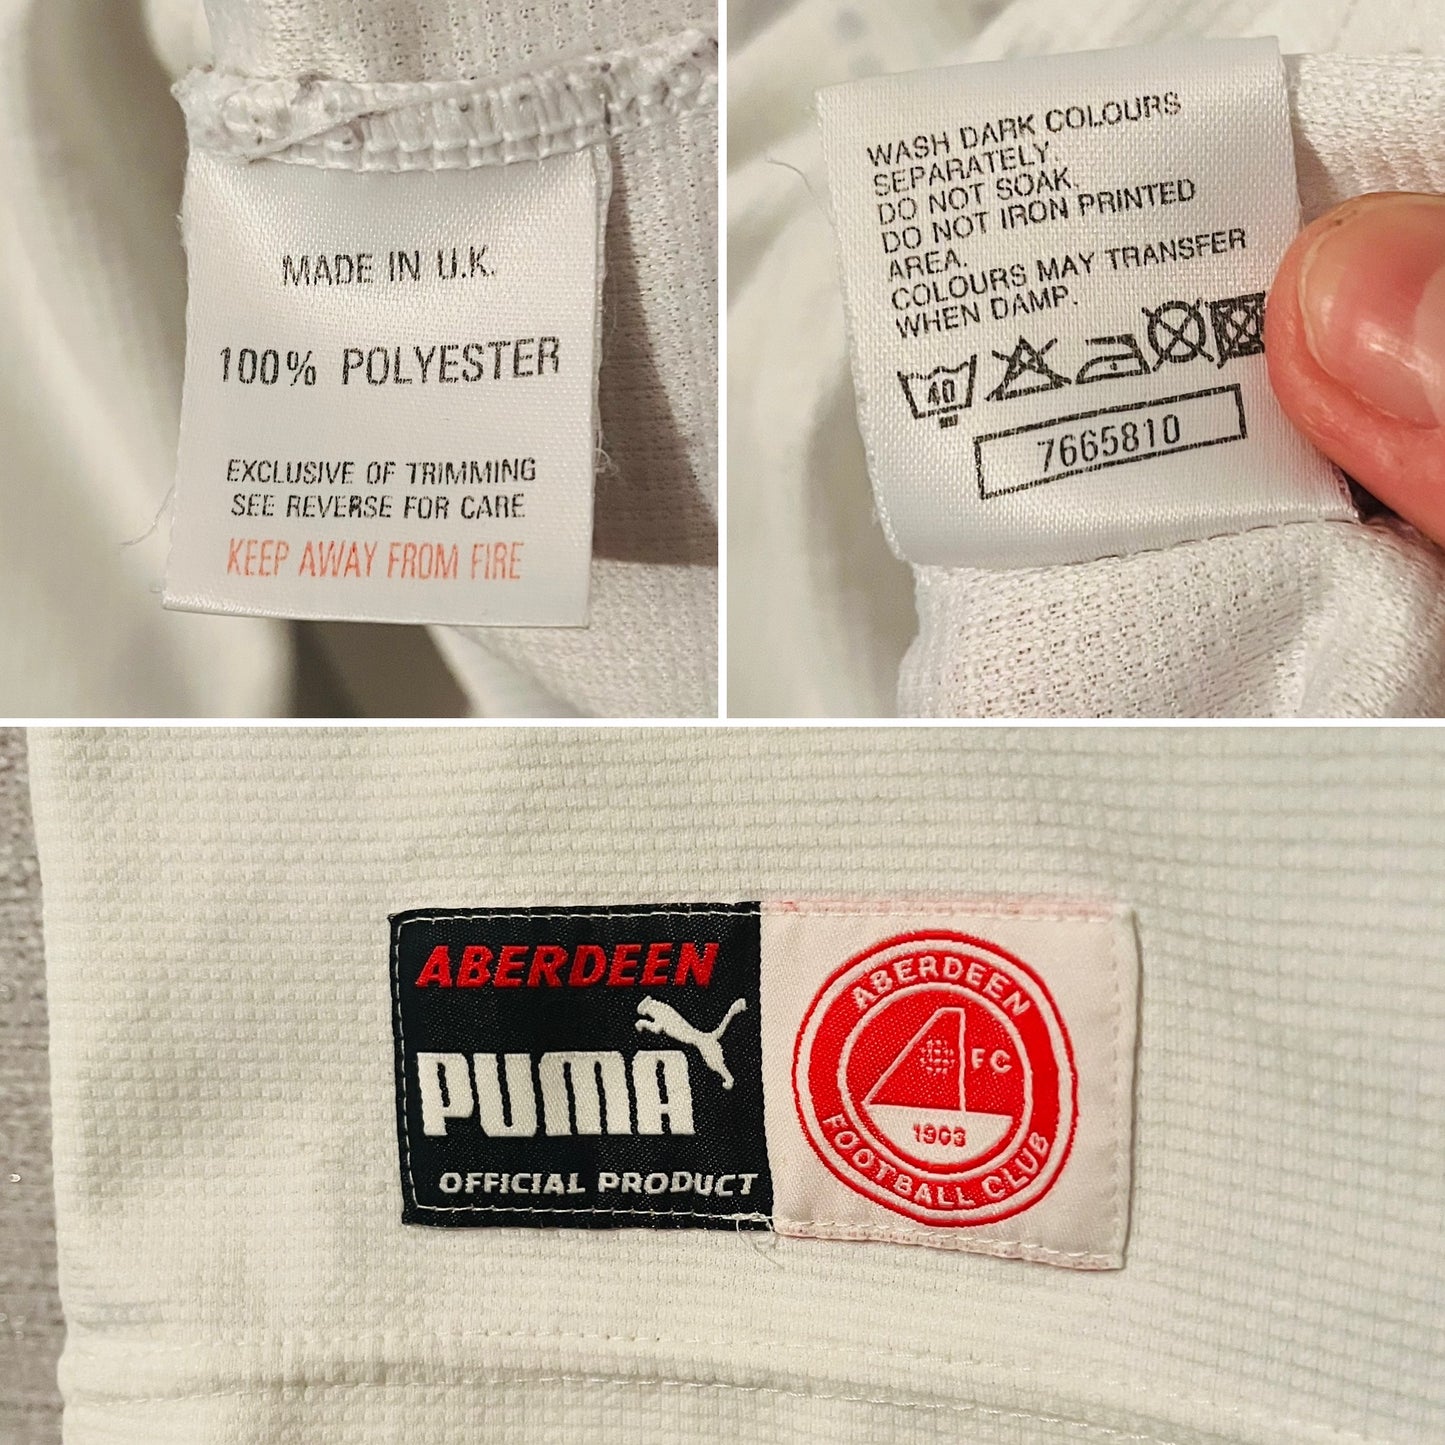 MADE IN U.K.
100% POLYESTER
EXCLUSIVE OF TRIMMING
SEE REVERSE FOR CARE
KEEP AWAY FROM FIRE
WASH DARK COLOURS
SEPARATELY.
DO NOT SOAK.
DO NOT IRON PRINTED
AREA.
COLOURS MAY TRANSFER
WHEN DAMP.
40
7665810
ABERDEEN
PUMA
OFFICIAL PRODUCT
ABERDEEN
FC
1903
FOOTBALL CLUB